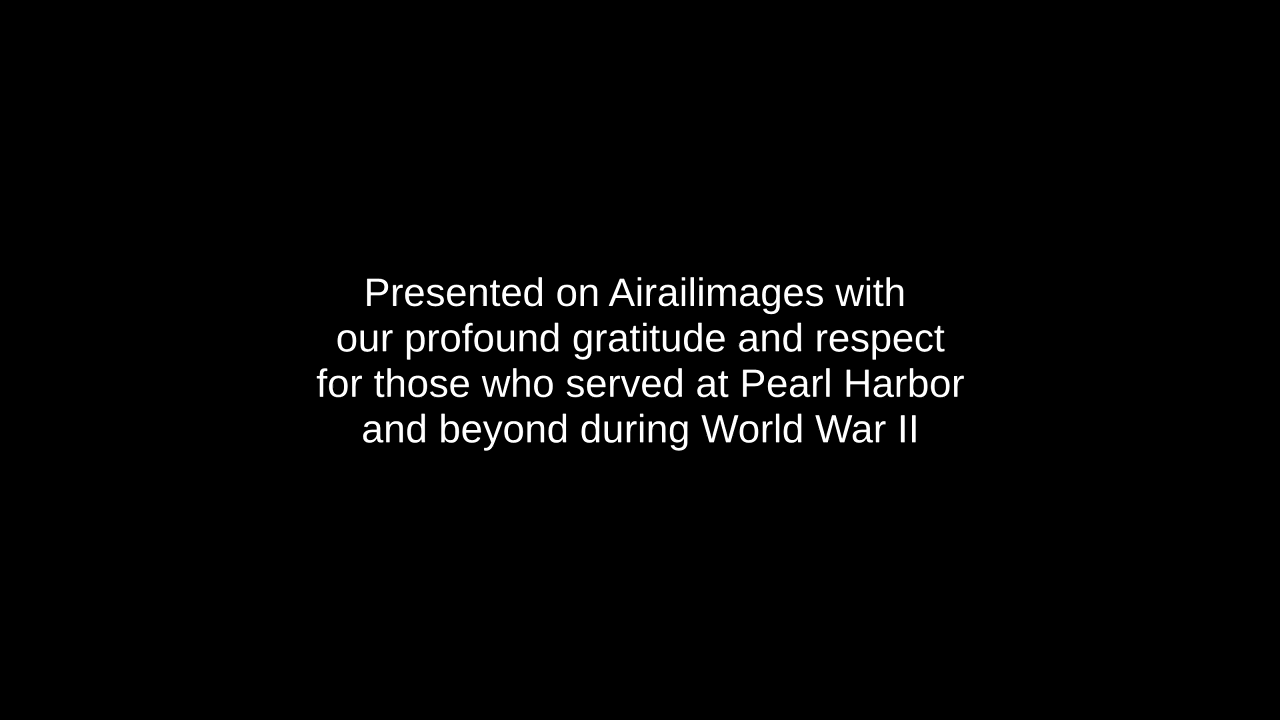 Presented on Airailimages with
our profound gratitude and respect
for those who served at Pearl Harbor
and beyond during World War II